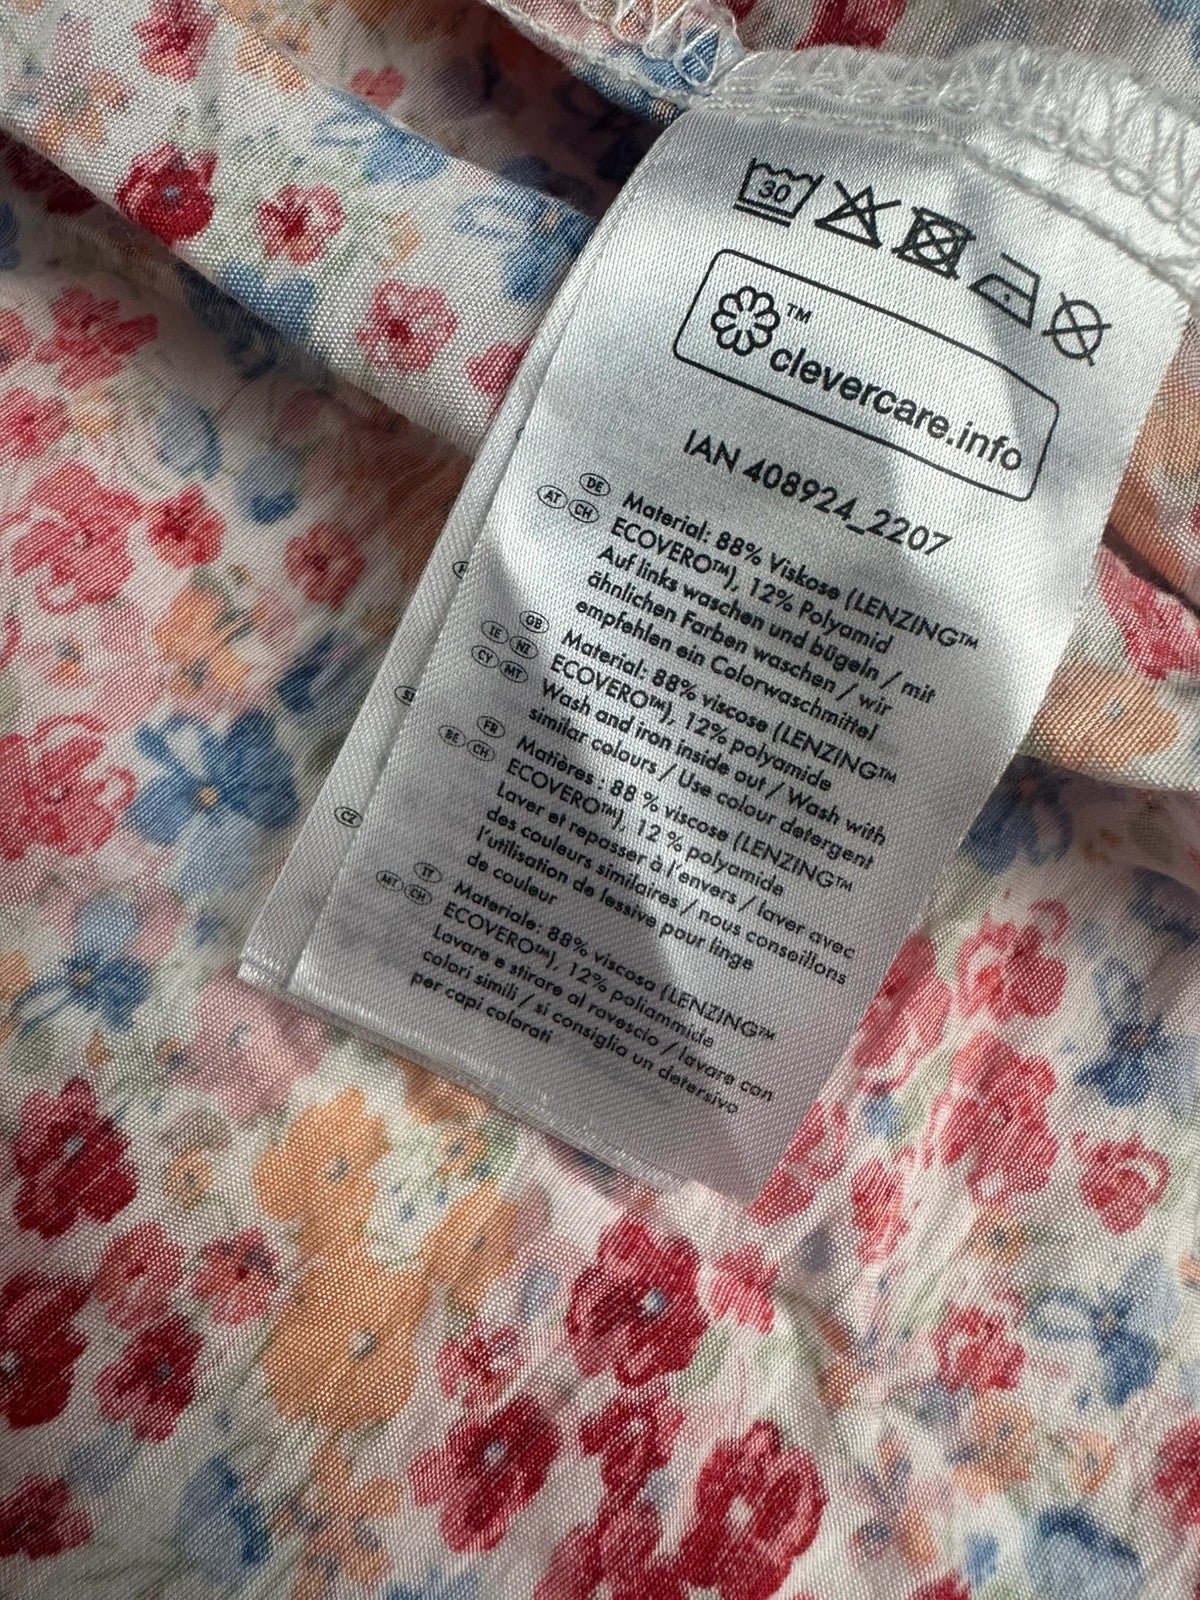 30
™
clevercare.info
IAN 408924_2207
DE
AT CH
Material: 88% Viskose (LENZING™
ECOVERO™), 12% Polyamid
Auf links waschen und bügeln / mit
ähnlichen Farben waschen / wir
empfehlen ein Colorwaschmittel
GB
IE NI
CY MT
Material: 88% viscose (LENZING™
ECOVERO™), 12% polyamide
Wash and iron inside out / Wash with
similar colours / Use colour detergent
FR
BE CH
Matières : 88 % viscose (LENZING™
ECOVERO™), 12 % polyamide
Laver et repasser à l'envers / laver avec
des couleurs similaires / nous conseillons
l'utilisation de lessive pour linge
de couleur
IT
MT CH
Materiale: 88% viscosa (LENZING™
ECOVERO™), 12% poliammide
Lavare e stirare al rovescio / lavare con
colori simili / si consiglia un detersivo
per capi colorati
CZ